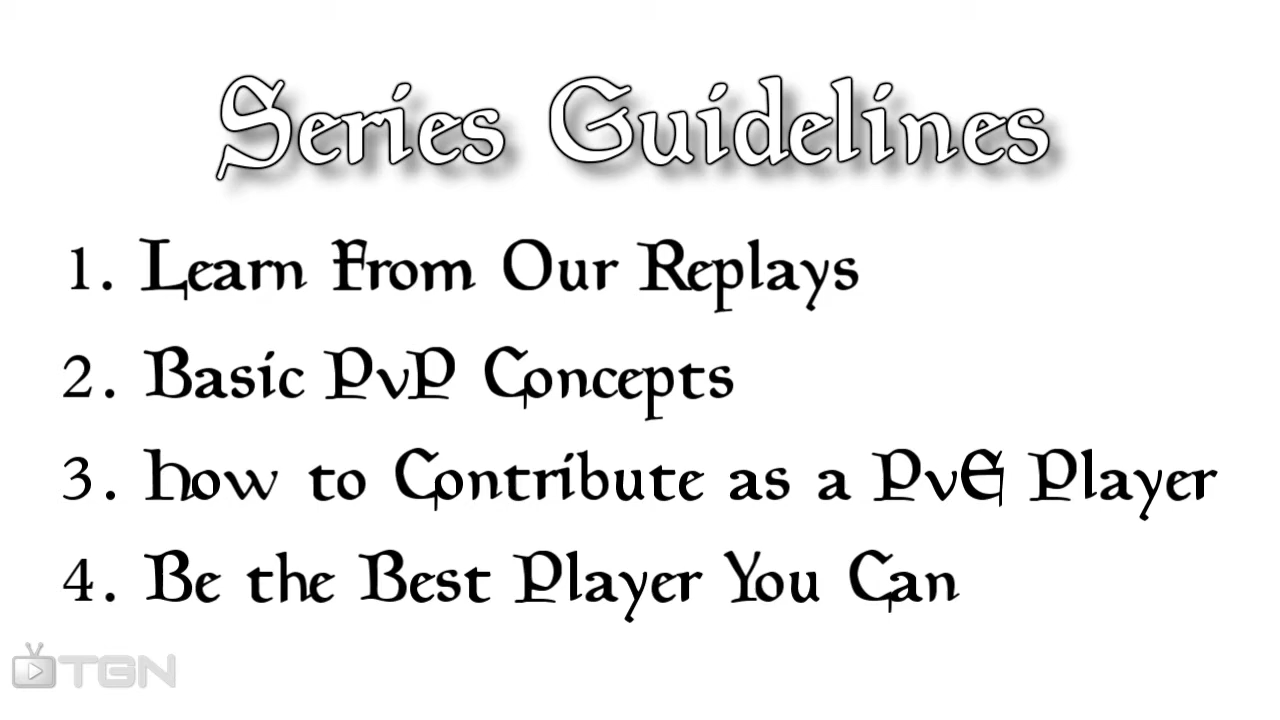 Series Guidelines
1. Learn From Our Replays
2. Basic PvP Concepts
3. How to Contribute as a PvE Player
4. Be the Best Player You Can
TGN